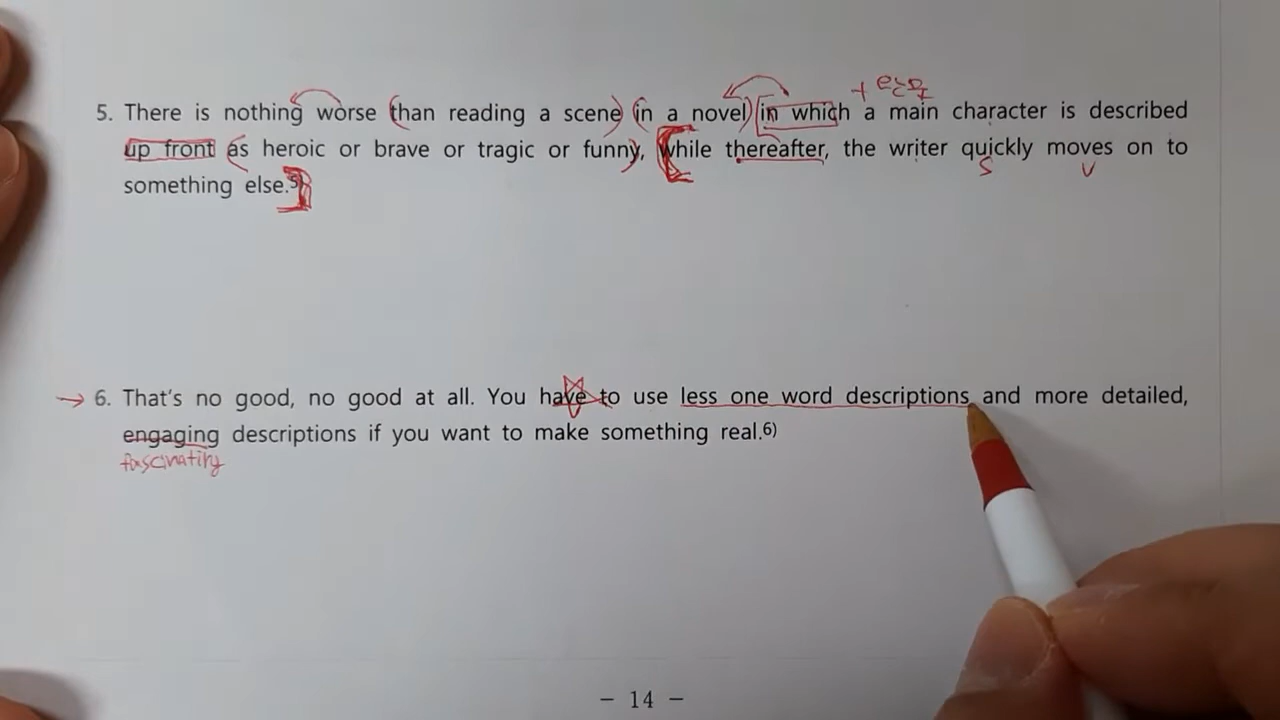 + 완문
5. There is nothing worse than reading a scene in a novel in which a main character is described
up front as heroic or brave or tragic or funny, while thereafter, the writer quickly moves on to
S V
something else.5)
→ 6. That's no good, no good at all. You have to use less one word descriptions and more detailed,
engaging descriptions if you want to make something real.6)
fascinating
- 14 -